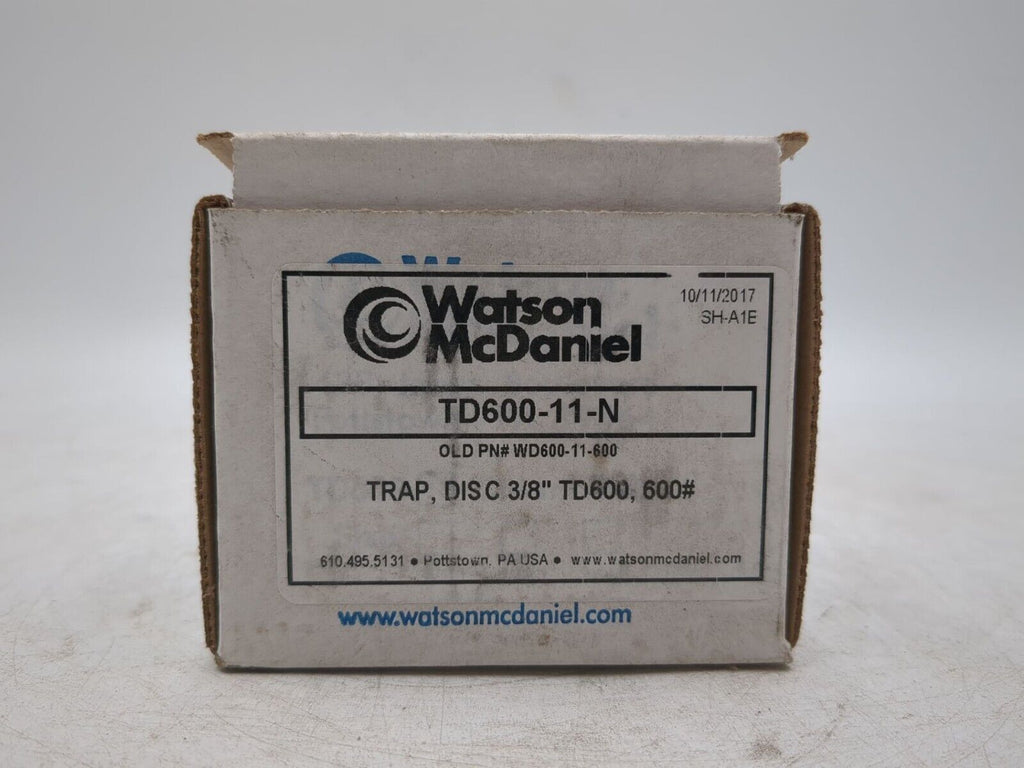 Watson
McDaniel
10/11/2017
SH-A1E
TD600-11-N
OLD PN# WD600-11-600
TRAP, DISC 3/8" TD600, 600#
610.495.5131 ● Pottstown, PA USA ● www.watsonmcdaniel.com
www.watsonmcdaniel.com